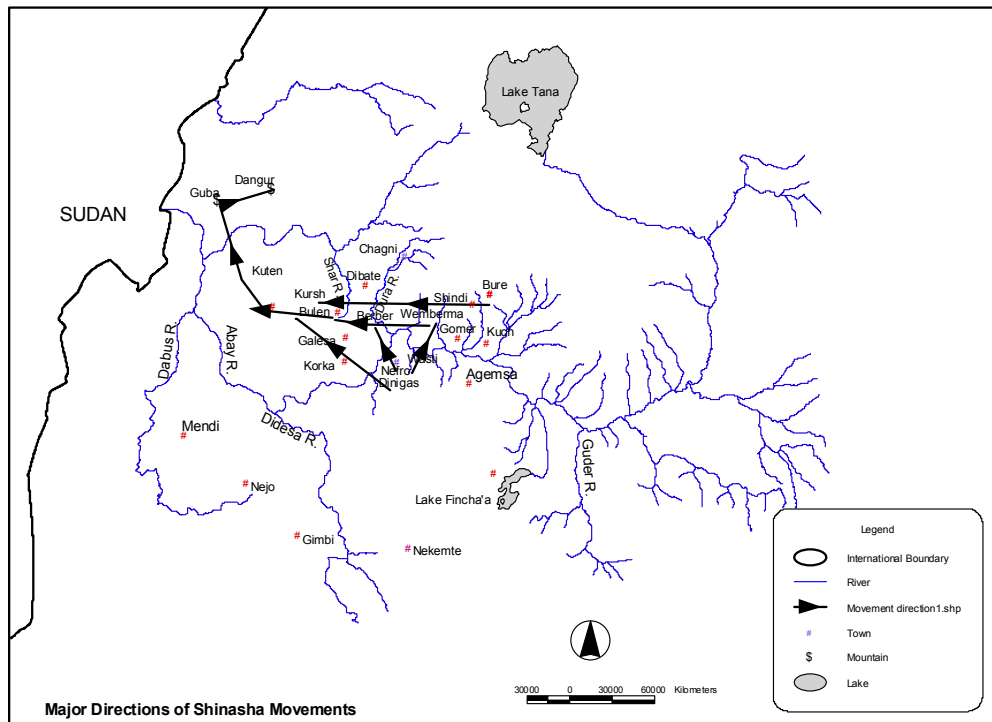 Lake Tana
Dangur
$
Guba
$
SUDAN
Chagni
#
Kuten
Shar R.
Dibate
#
Dura R.
Bure
#
Kursh
Shindi
#
#
Bulen
#
Berber
Wemberma
Galesa
#
Gomer
#
Kuch
#
Korka
#
Wasti
#
Nefro
Dinigas
Agemsa
#
Dabus R.
Abay R.
Mendi
#
Didesa R.
Guder R.
#
Nejo
#
Lake Fincha'a
Gimbi
#
Nekemte
#
Legend
International Boundary
River
Movement direction1.shp
# Town
$ Mountain
Lake
30000 0 30000 60000 Kilometers
Major Directions of Shinasha Movements